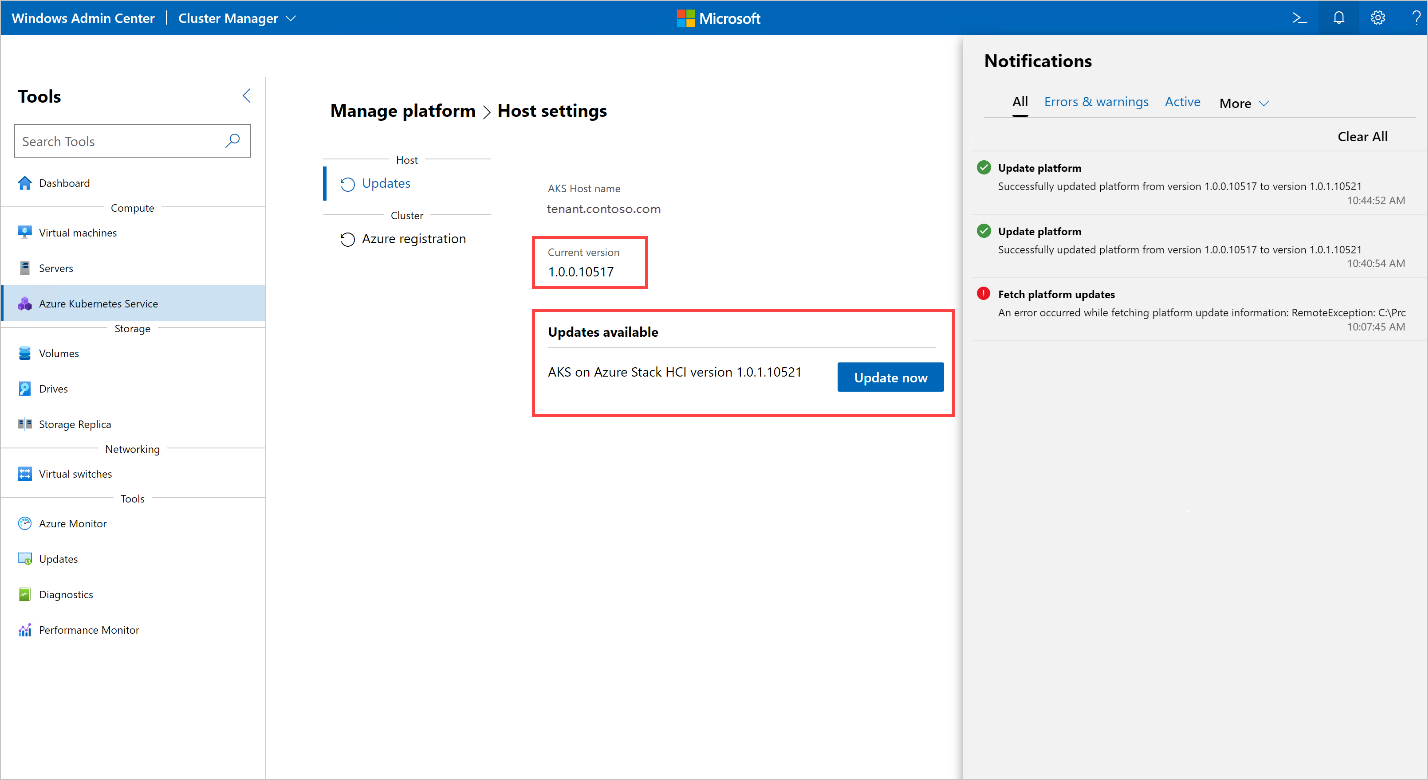 Windows Admin Center
Cluster Manager
Microsoft
?
Tools
Search Tools
Dashboard
Compute
Virtual machines
Servers
Azure Kubernetes Service
Storage
Volumes
Drives
Storage Replica
Networking
Virtual switches
Tools
Azure Monitor
Updates
Diagnostics
Performance Monitor
Manage platform > Host settings
Host
Updates
Cluster
Azure registration
AKS Host name
tenant.contoso.com
Current version
1.0.0.10517
Updates available
AKS on Azure Stack HCI version 1.0.1.10521
Update now
Notifications
All Errors & warnings Active More
Clear All
Update platform
Successfully updated platform from version 1.0.0.10517 to version 1.0.1.10521
10:44:52 AM
Update platform
Successfully updated platform from version 1.0.0.10517 to version 1.0.1.10521
10:40:54 AM
Fetch platform updates
An error occurred while fetching platform update information: RemoteException: C:\Prc
10:07:45 AM